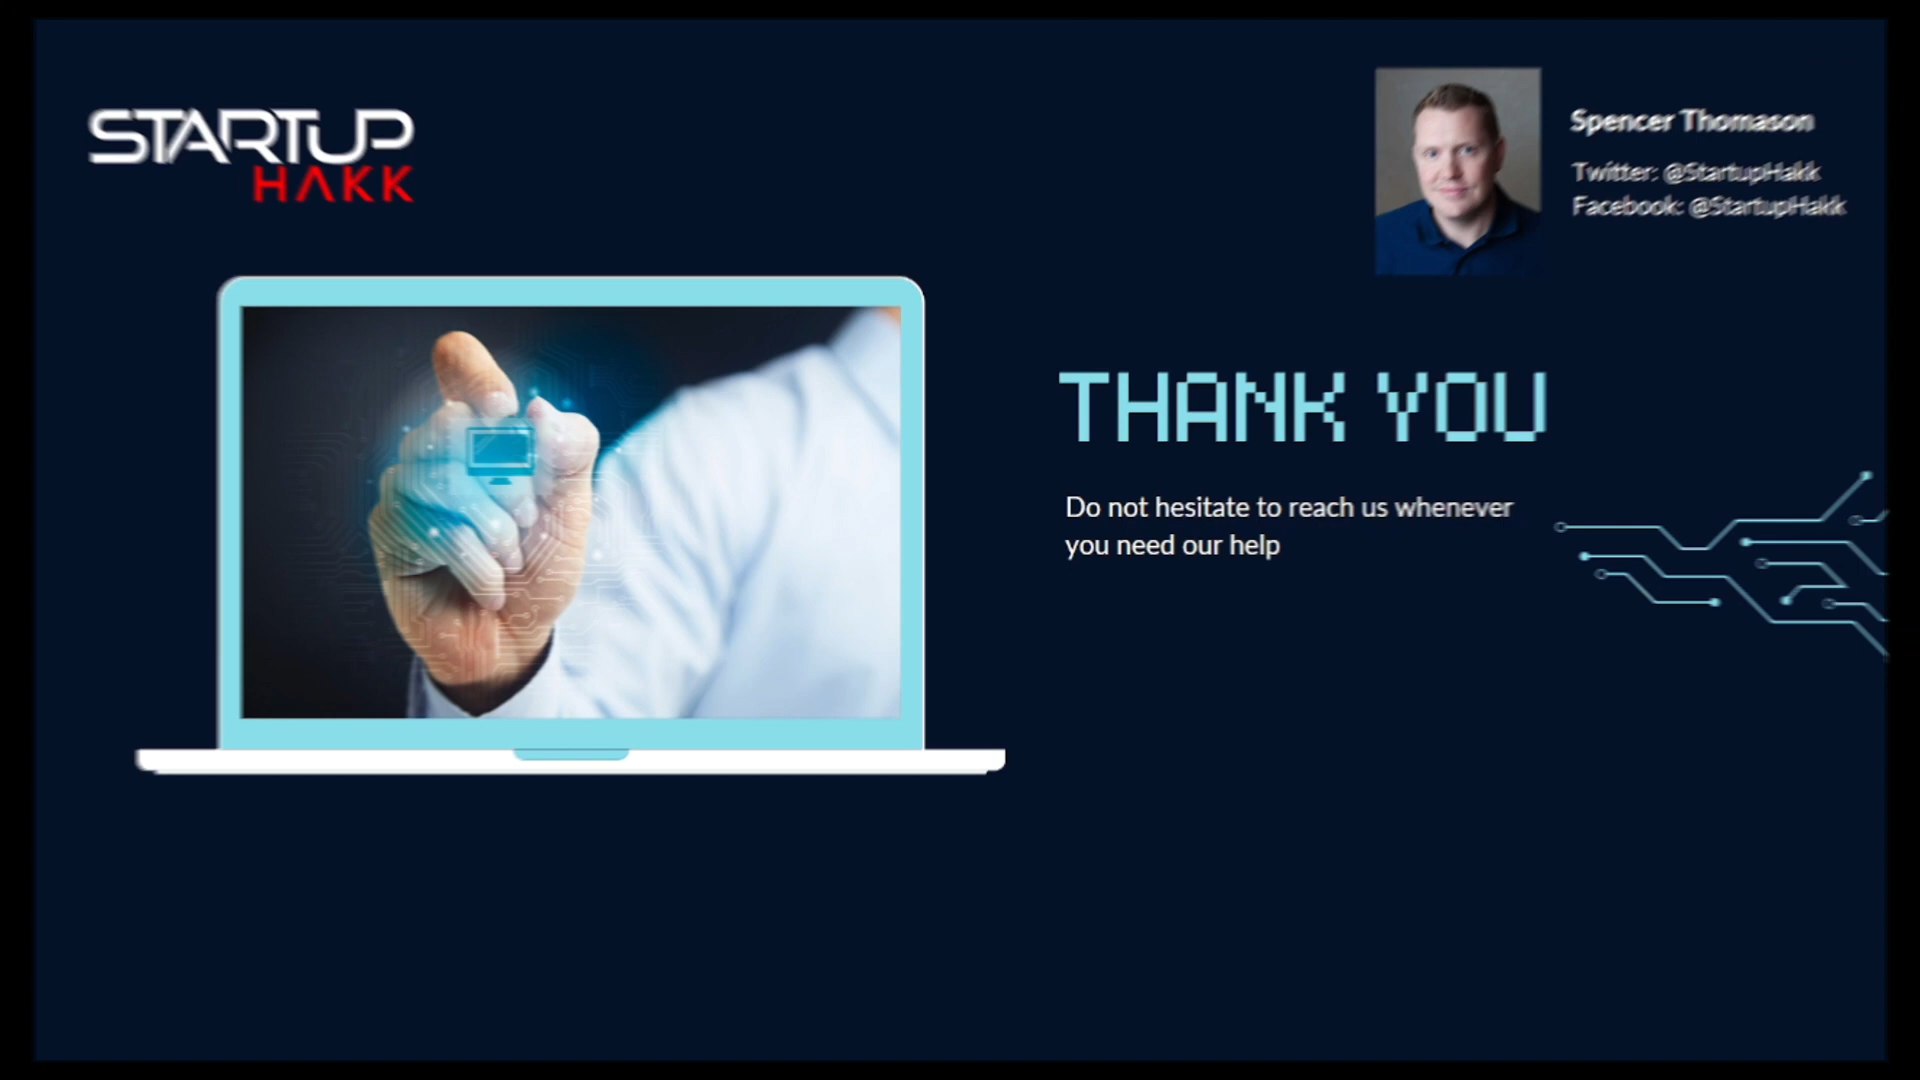 STARTUP
HAKK
Spencer Thomason
Twitter: @StartupHakk
Facebook: @StartupHakk
THANK YOU
Do not hesitate to reach us whenever
you need our help